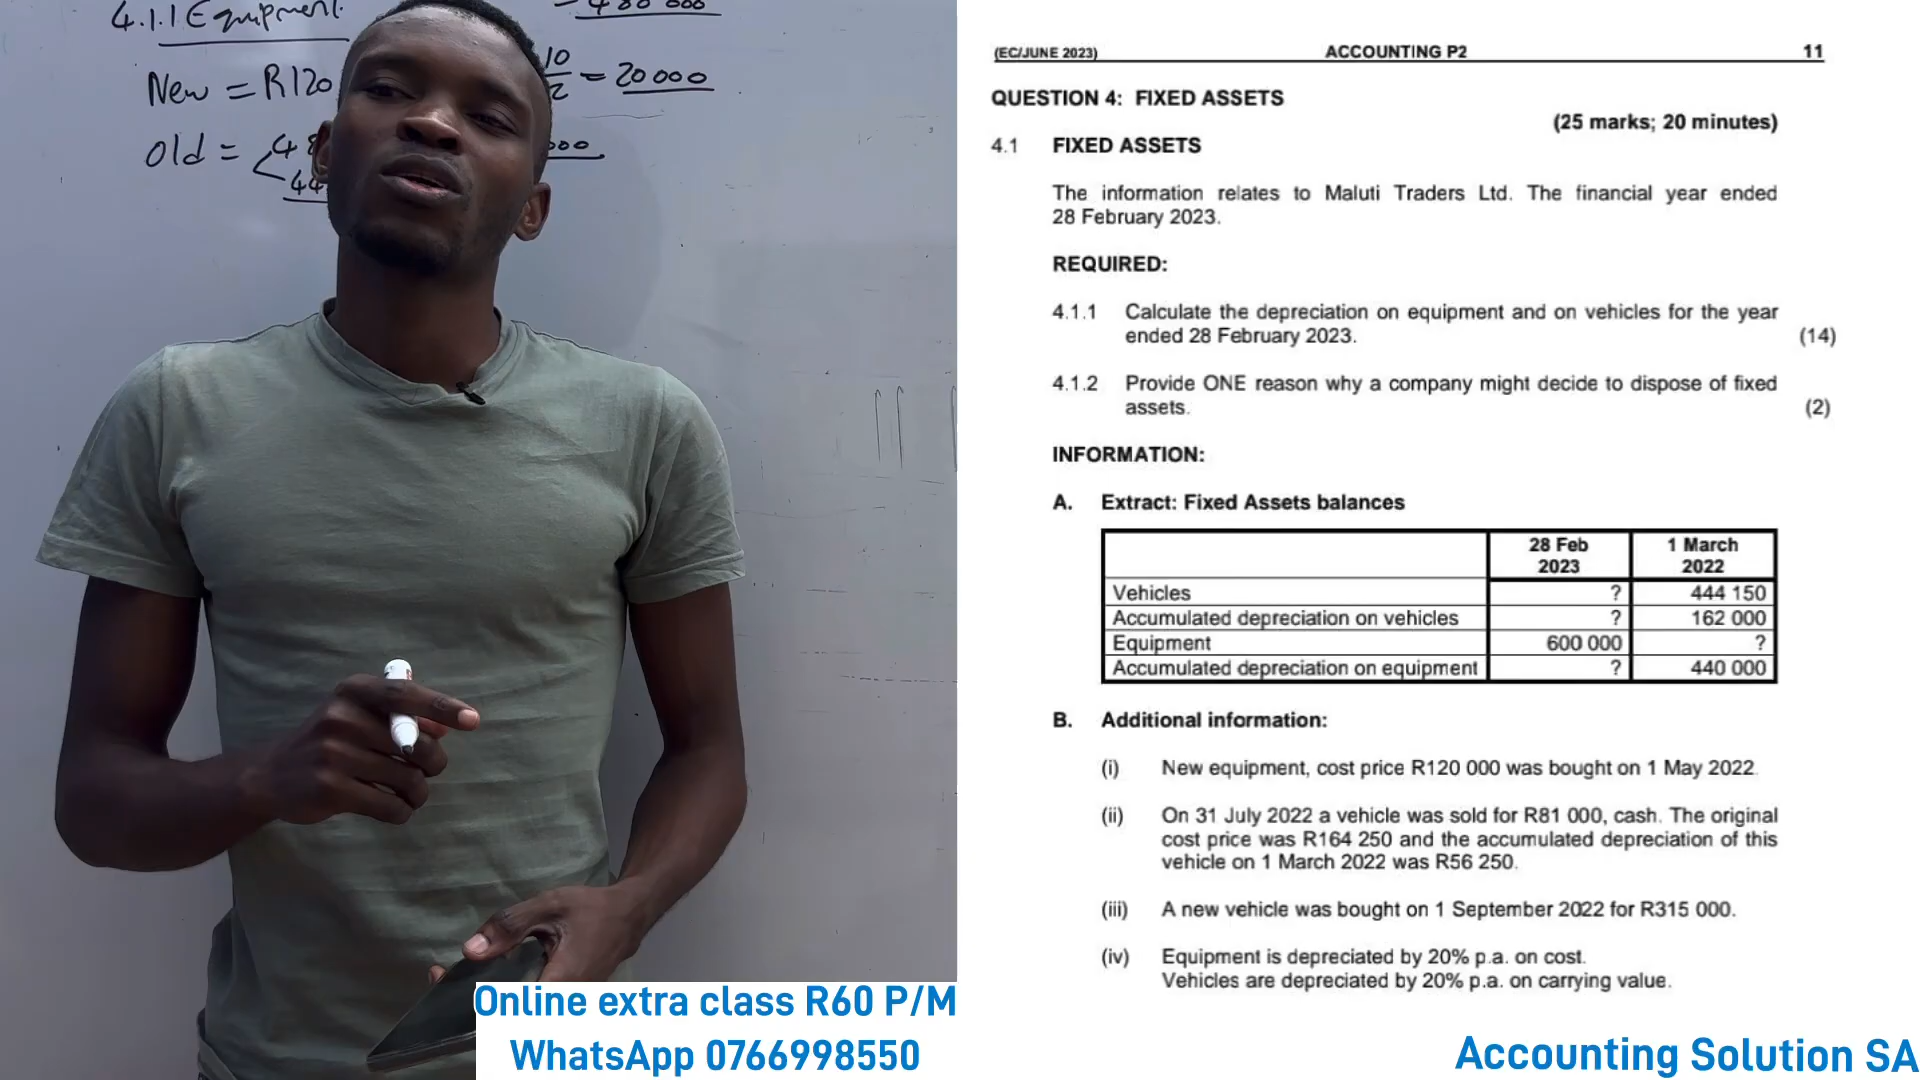 4.1.1 Equipment
= 480 000
New = R120
10
2
= 20 000
Old =
44
000
Online extra class R60 P/M
WhatsApp 0766998550
(EC/JUNE 2023) ACCOUNTING P2 11
QUESTION 4: FIXED ASSETS
(25 marks; 20 minutes)
4.1 FIXED ASSETS
The information relates to Maluti Traders Ltd. The financial year ended
28 February 2023.
REQUIRED:
4.1.1 Calculate the depreciation on equipment and on vehicles for the year
ended 28 February 2023. (14)
4.1.2 Provide ONE reason why a company might decide to dispose of fixed
assets. (2)
INFORMATION:
A. Extract: Fixed Assets balances
28 Feb 1 March
2023 2022
Vehicles ? 444 150
Accumulated depreciation on vehicles ? 162 000
Equipment 600 000 ?
Accumulated depreciation on equipment ? 440 000
B. Additional information:
(i) New equipment, cost price R120 000 was bought on 1 May 2022.
(ii) On 31 July 2022 a vehicle was sold for R81 000, cash. The original
cost price was R164 250 and the accumulated depreciation of this
vehicle on 1 March 2022 was R56 250.
(iii) A new vehicle was bought on 1 September 2022 for R315 000.
(iv) Equipment is depreciated by 20% p.a. on cost.
Vehicles are depreciated by 20% p.a. on carrying value.
Accounting Solution SA